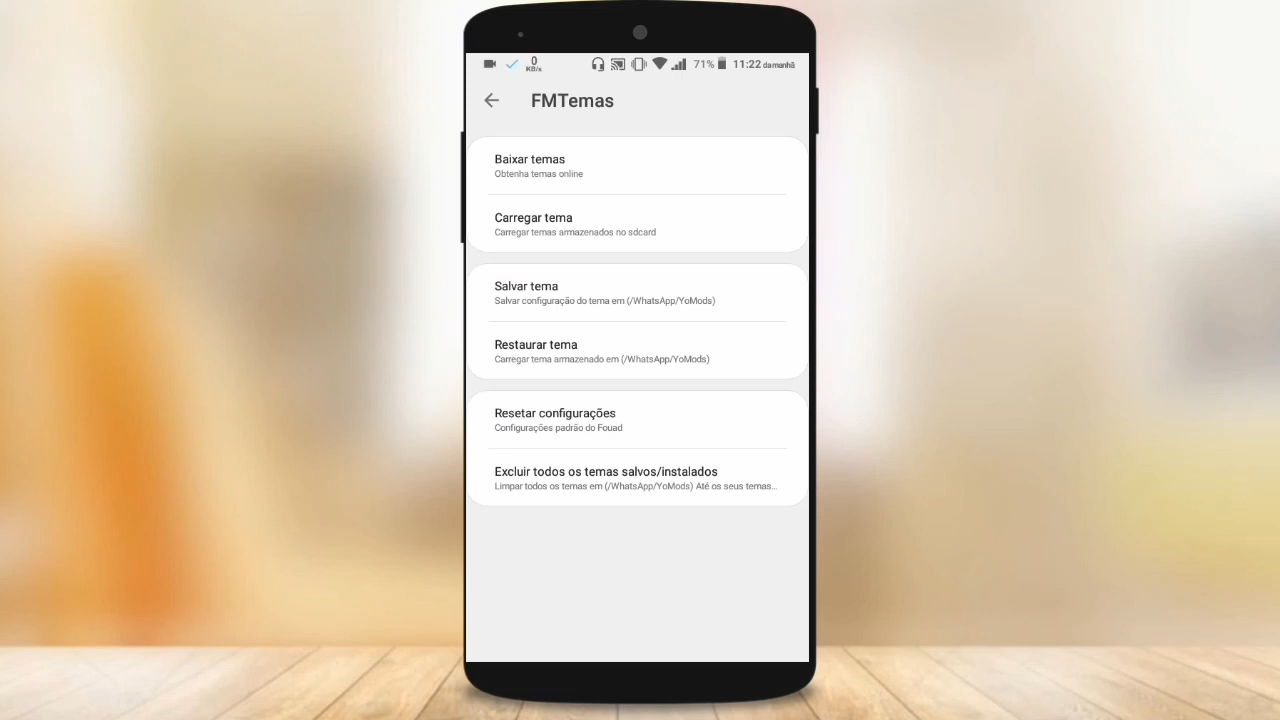 0
KB/s
71%
11:22 da manhã
FMTemas
Baixar temas
Obtenha temas online
Carregar tema
Carregar temas armazenados no sdcard
Salvar tema
Salvar configuração do tema em (/WhatsApp/YoMods)
Restaurar tema
Carregar tema armazenado em (/WhatsApp/YoMods)
Resetar configurações
Configurações padrão do Fouad
Excluir todos os temas salvos/instalados
Limpar todos os temas em (/WhatsApp/YoMods) Até os seus temas...